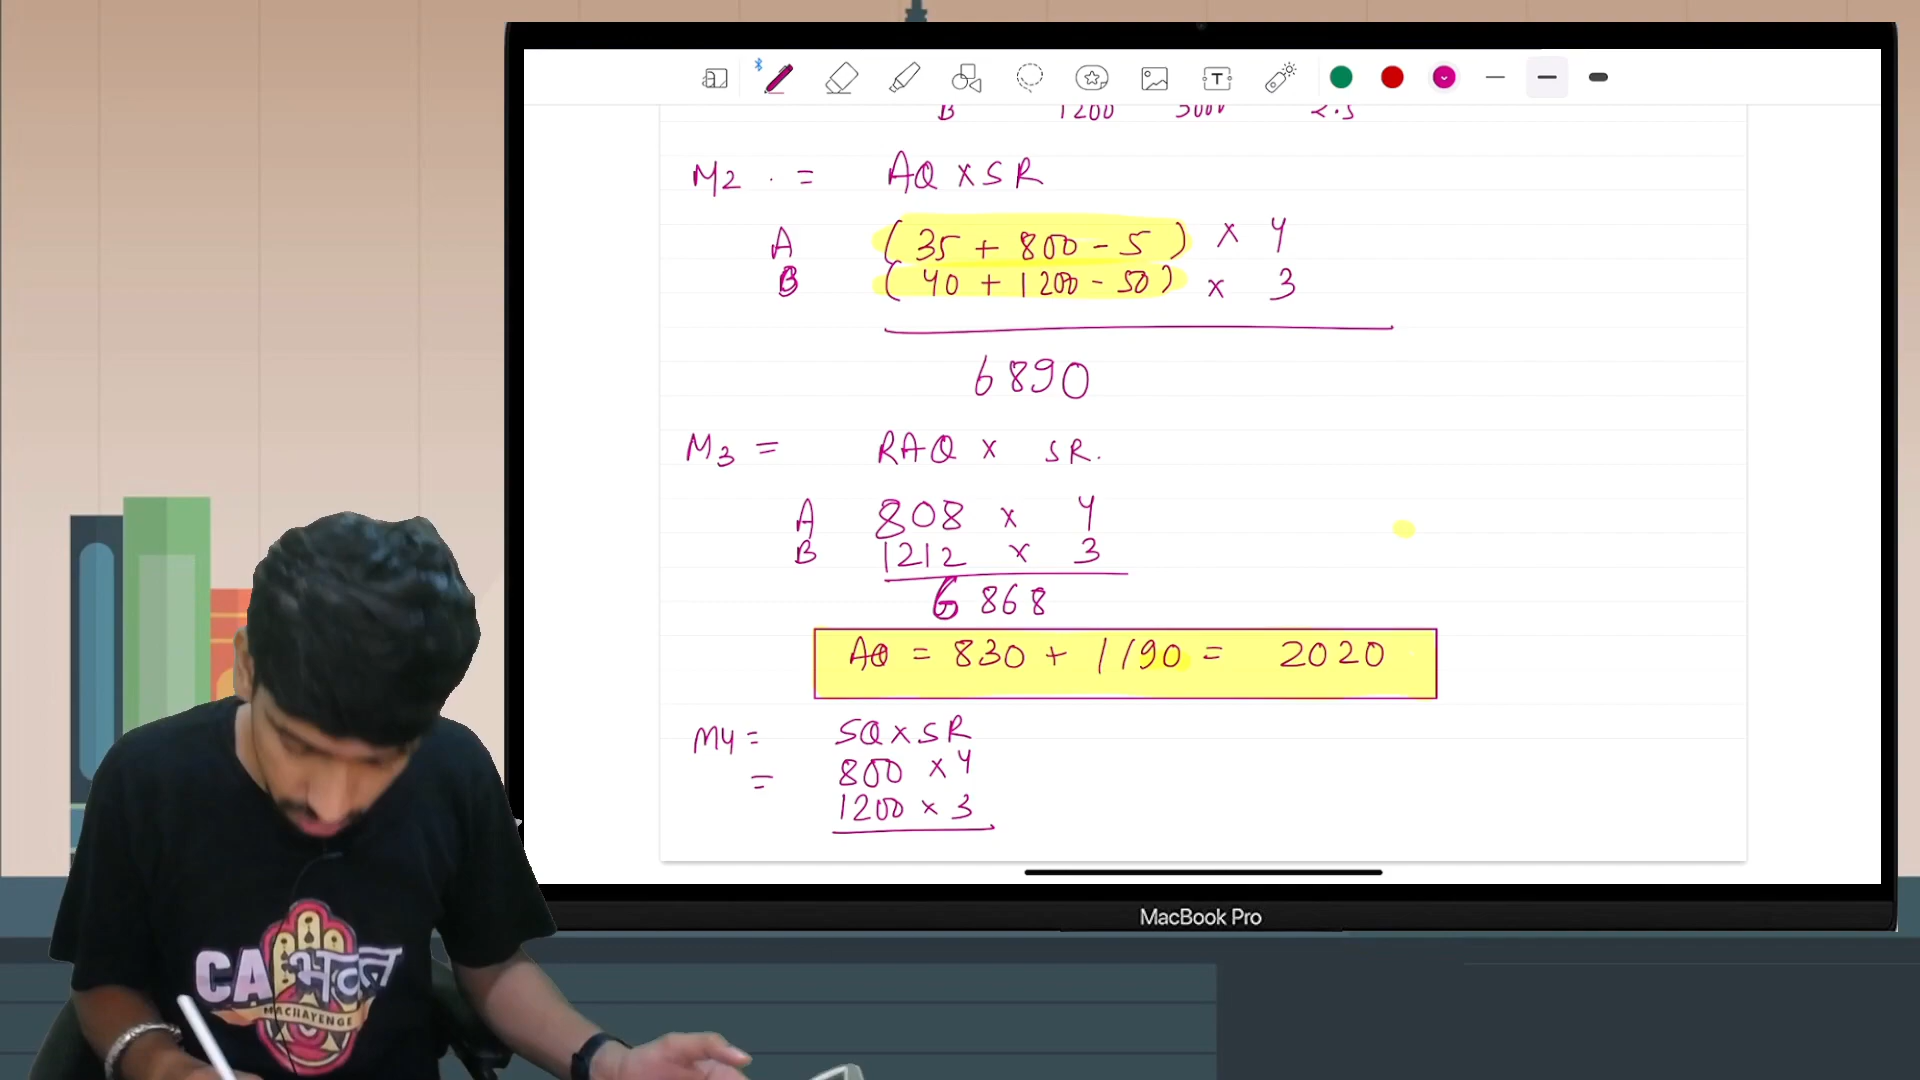 B 1200 3000 2.5
M2 . = AQ x SR
A ( 35 + 800 - 5 ) x 4
B ( 40 + 1200 - 50 ) x 3
6890
M3 = RAQ x SR.
A 808 x 4
B 1212 x 3
6868
AQ = 830 + 1190 = 2020
M4 = SQ x SR
= 800 x 4
1200 x 3
MacBook Pro
CA भक्त
MACHAYENGE